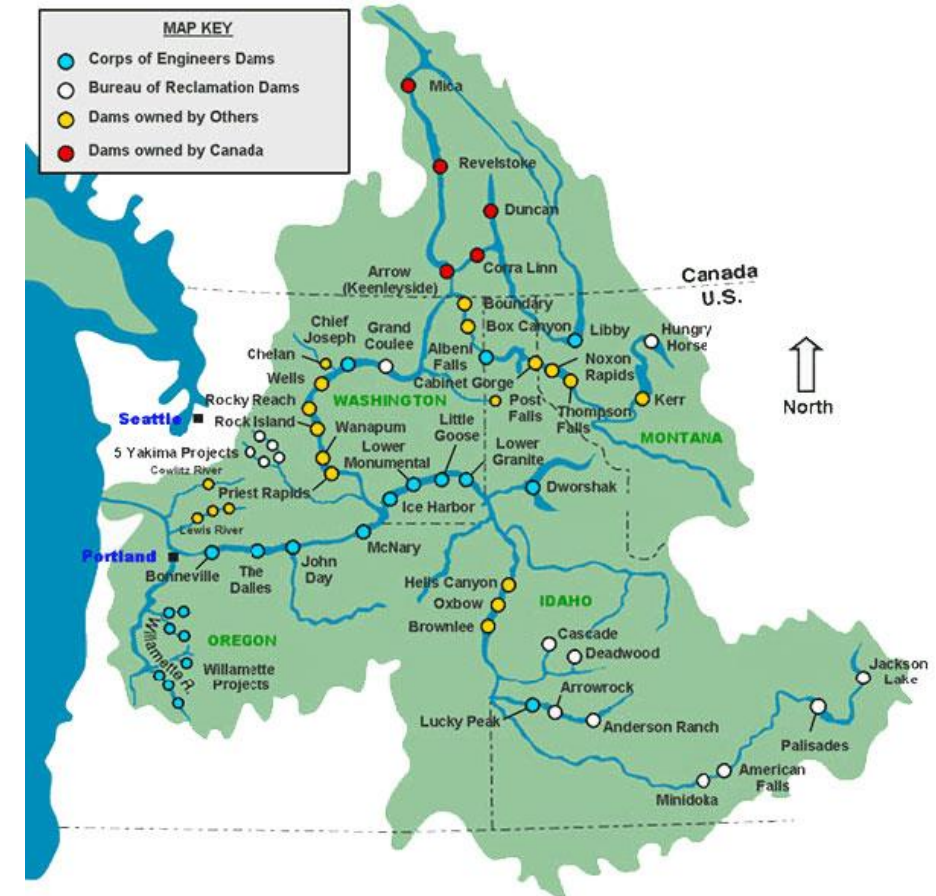 MAP KEY
Corps of Engineers Dams
Bureau of Reclamation Dams
Dams owned by Others
Dams owned by Canada
Mica
Revelstoke
Duncan
Corra Linn
Arrow
(Keenleyside)
Canada
U.S.
North
Boundary
Box Canyon
Libby
Hungry
Horse
Chief
Joseph
Grand
Coulee
Albeni
Falls
Noxon
Rapids
Chelan
Wells
Cabinet Gorge
Post
Falls
Thompson
Falls
Kerr
Rocky Reach
WASHINGTON
Seattle
Rock Island
Wanapum
Little
Goose
MONTANA
5 Yakima Projects
Lower
Monumental
Lower
Granite
Cowlitz River
Priest Rapids
Ice Harbor
Dworshak
Lewis River
Portland
Bonneville
The
Dalles
John
Day
McNary
Hells Canyon
Oxbow
Brownlee
IDAHO
OREGON
Willamette R.
Willamette
Projects
Cascade
Deadwood
Arrowrock
Lucky Peak
Anderson Ranch
Jackson
Lake
Palisades
American
Falls
Minidoka